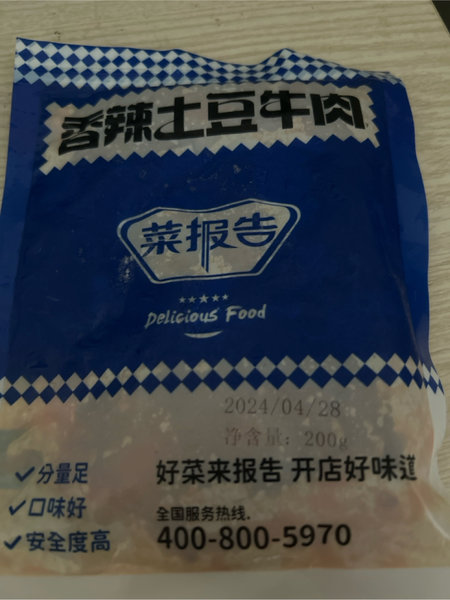 香辣土豆牛肉
菜报告
Delicious Food
2024/04/28
净含量：200g
✓分量足
✓口味好
✓安全度高
好菜来报告 开店好味道
全国服务热线.
400-800-5970